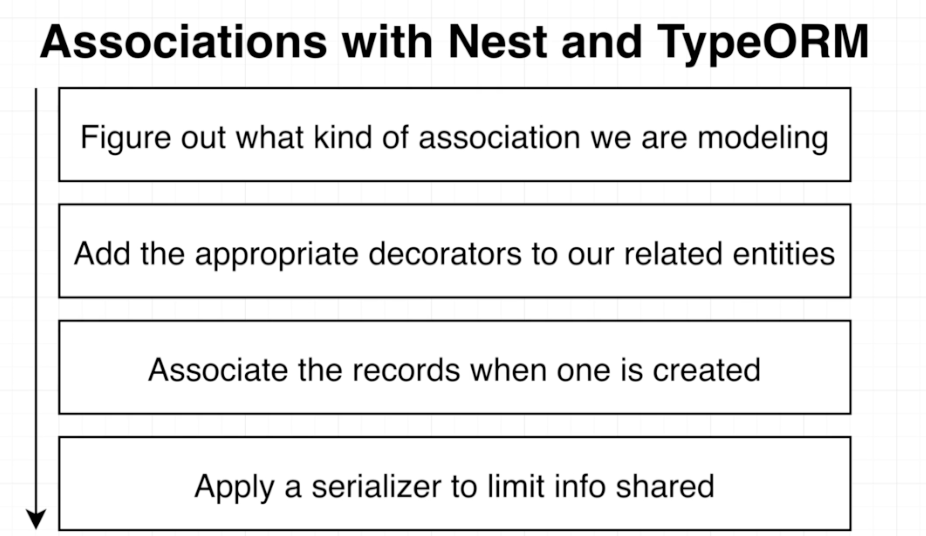 Associations with Nest and TypeORM
Figure out what kind of association we are modeling
Add the appropriate decorators to our related entities
Associate the records when one is created
Apply a serializer to limit info shared